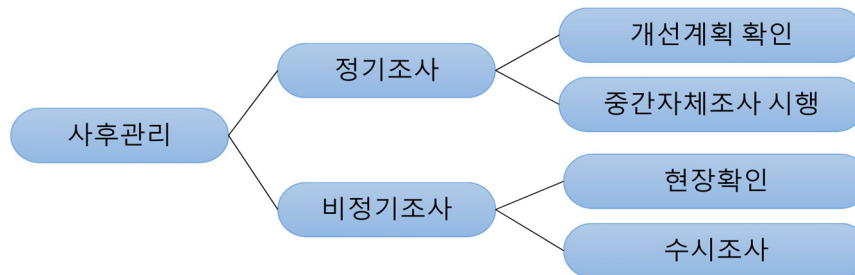 사후관리
정기조사
개선계획 확인
중간자체조사 시행
비정기조사
현장확인
수시조사